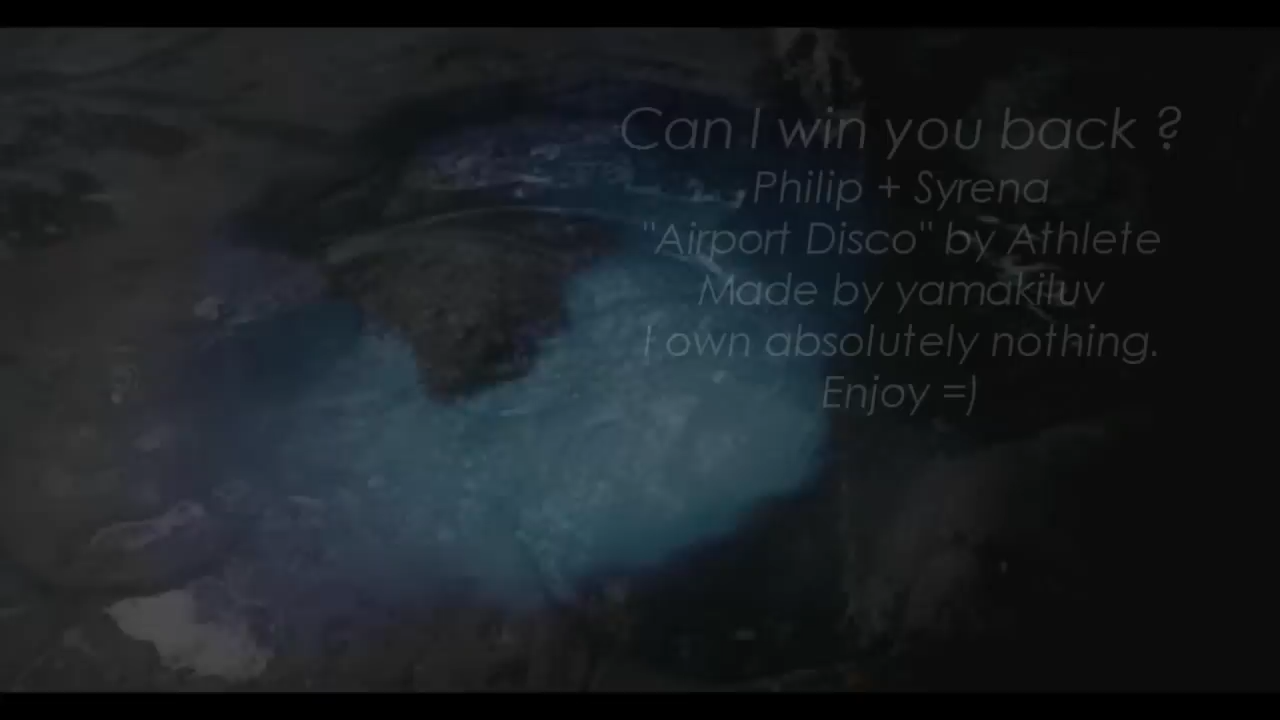 Can I win you back ?
Philip + Syrena
"Airport Disco" by Athlete
Made by yamakiluv
I own absolutely nothing.
Enjoy =)